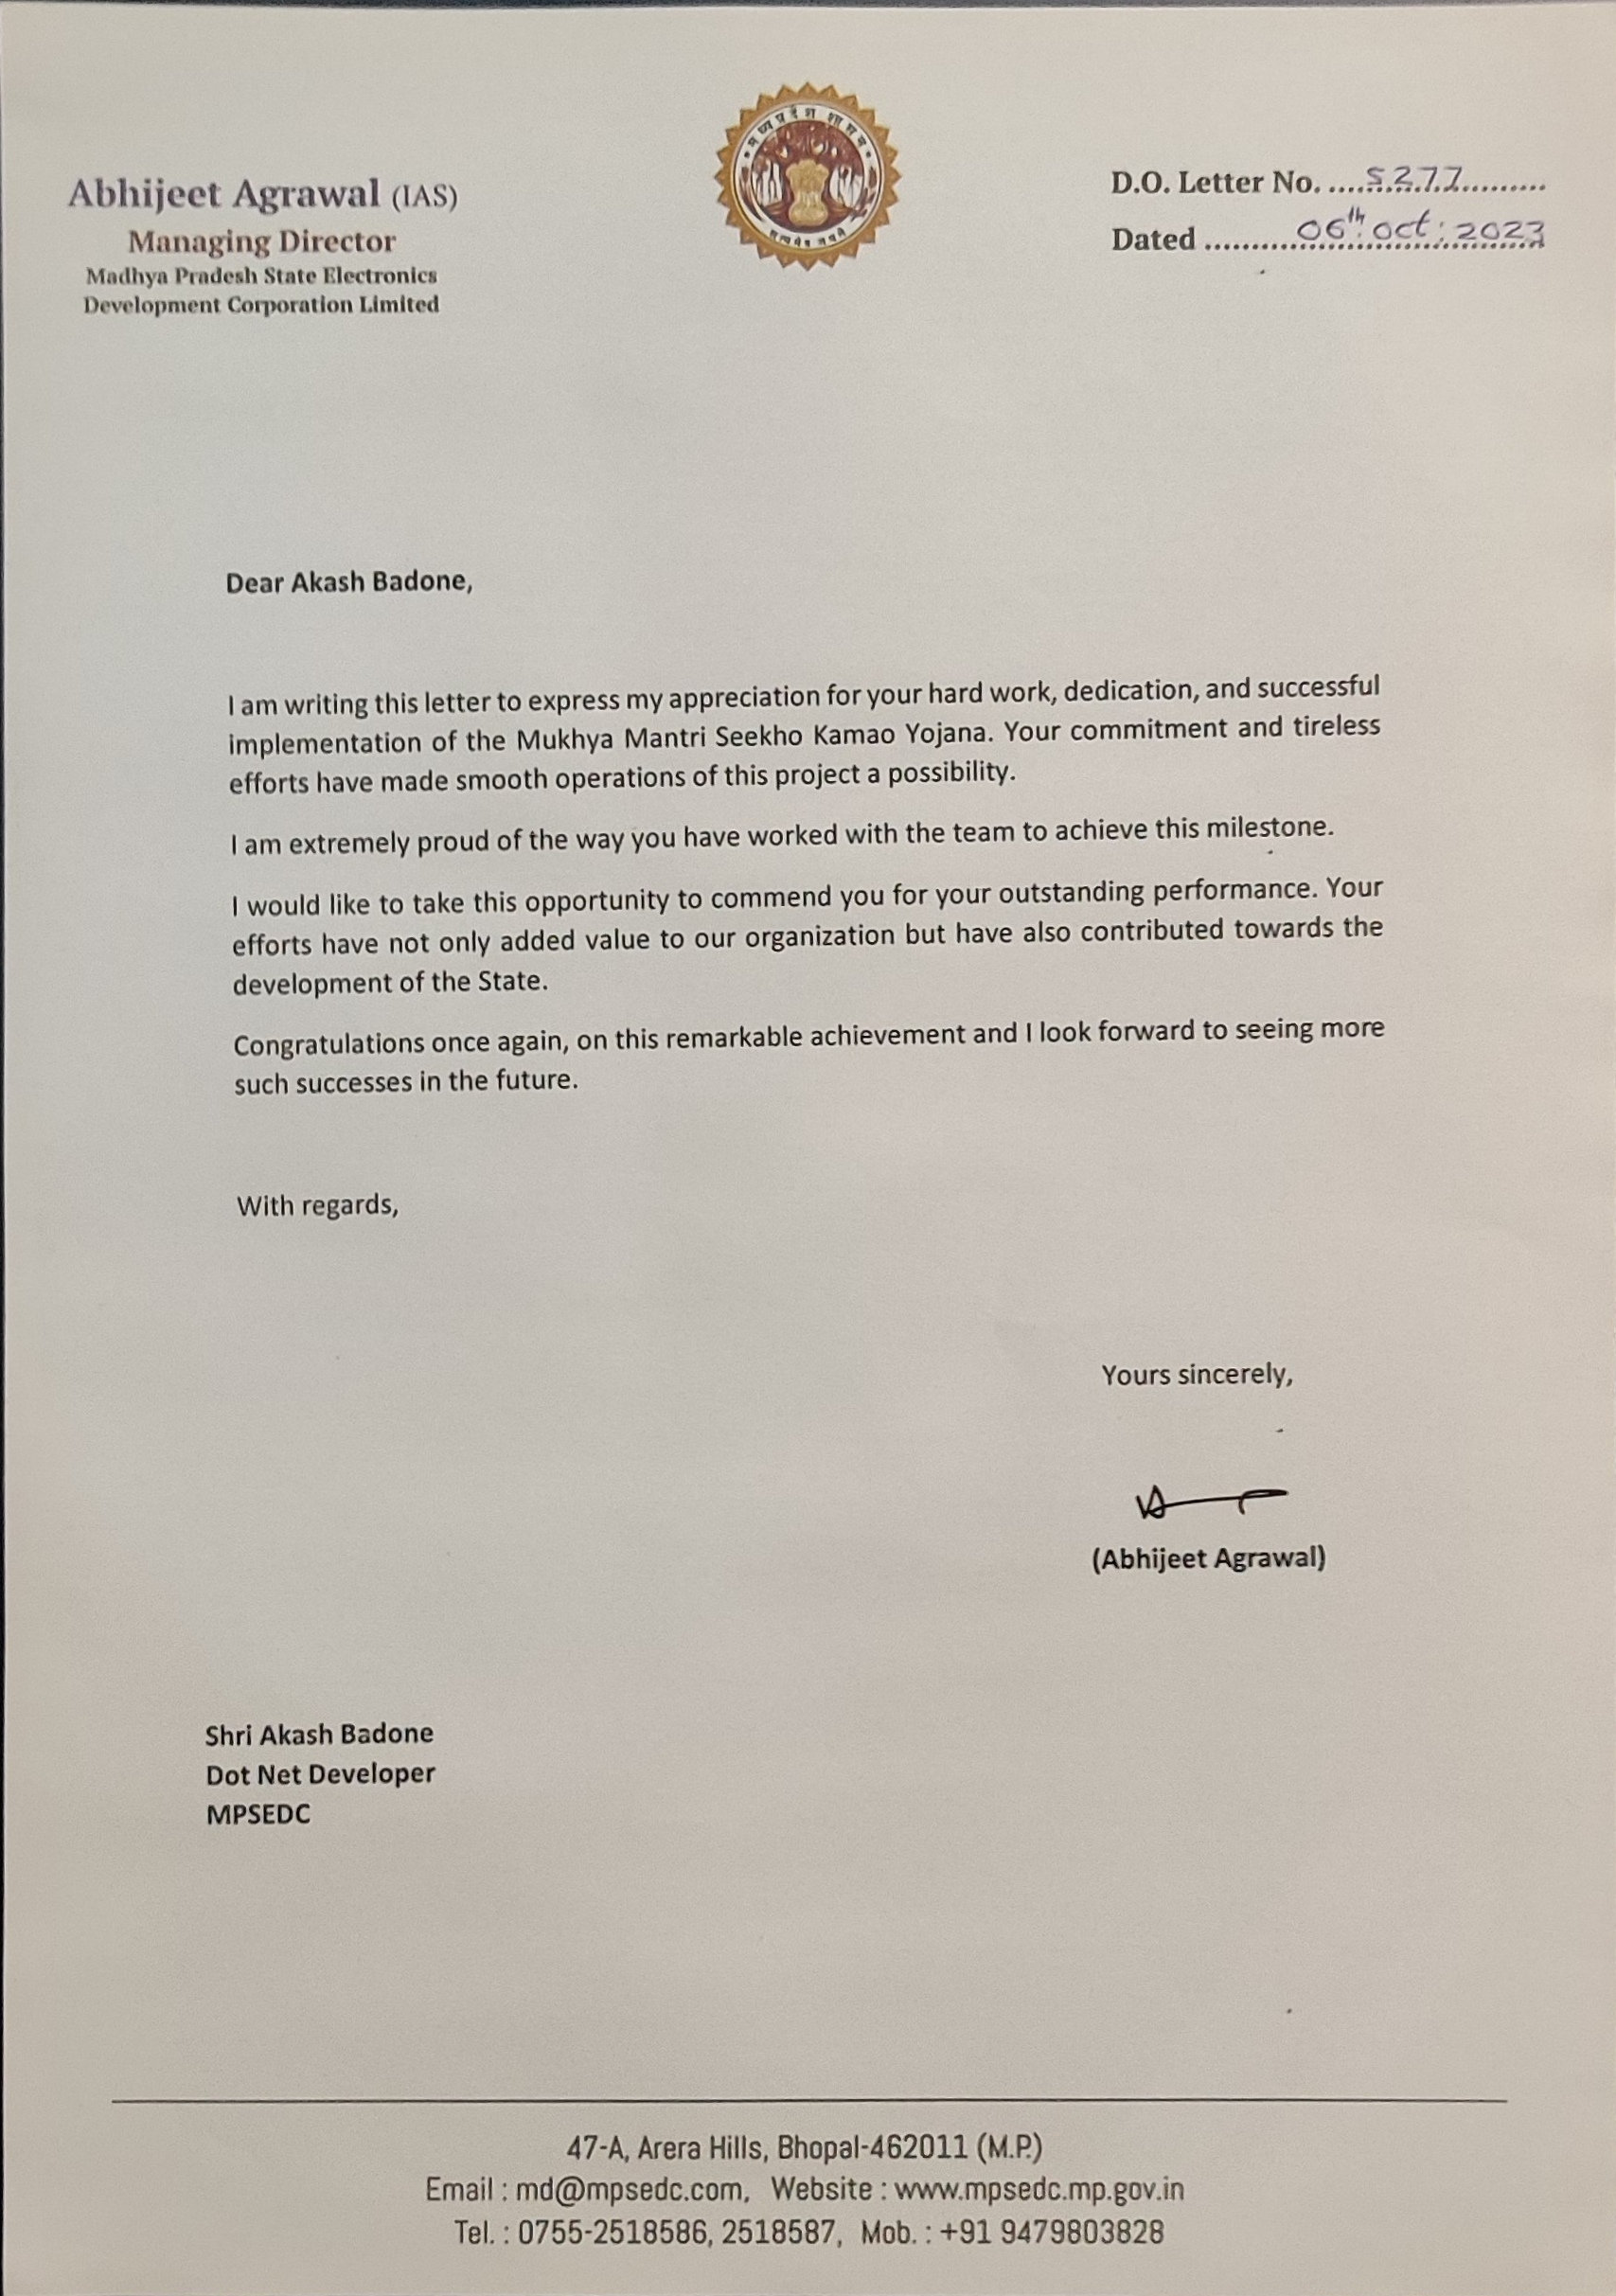 Abhijeet Agrawal (IAS)
Managing Director
Madhya Pradesh State Electronics
Development Corporation Limited
मध्यप्रदेश शासन
सत्यमेव जयते
D.O. Letter No. ....5277..........
Dated ..........06th Oct. 2023
Dear Akash Badone,
I am writing this letter to express my appreciation for your hard work, dedication, and successful
implementation of the Mukhya Mantri Seekho Kamao Yojana. Your commitment and tireless
efforts have made smooth operations of this project a possibility.
I am extremely proud of the way you have worked with the team to achieve this milestone.
I would like to take this opportunity to commend you for your outstanding performance. Your
efforts have not only added value to our organization but have also contributed towards the
development of the State.
Congratulations once again, on this remarkable achievement and I look forward to seeing more
such successes in the future.
With regards,
Yours sincerely,
(Abhijeet Agrawal)
Shri Akash Badone
Dot Net Developer
MPSEDC
47-A, Arera Hills, Bhopal-462011 (M.P.)
Email : md@mpsedc.com, Website : www.mpsedc.mp.gov.in
Tel. : 0755-2518586, 2518587, Mob. : +91 9479803828